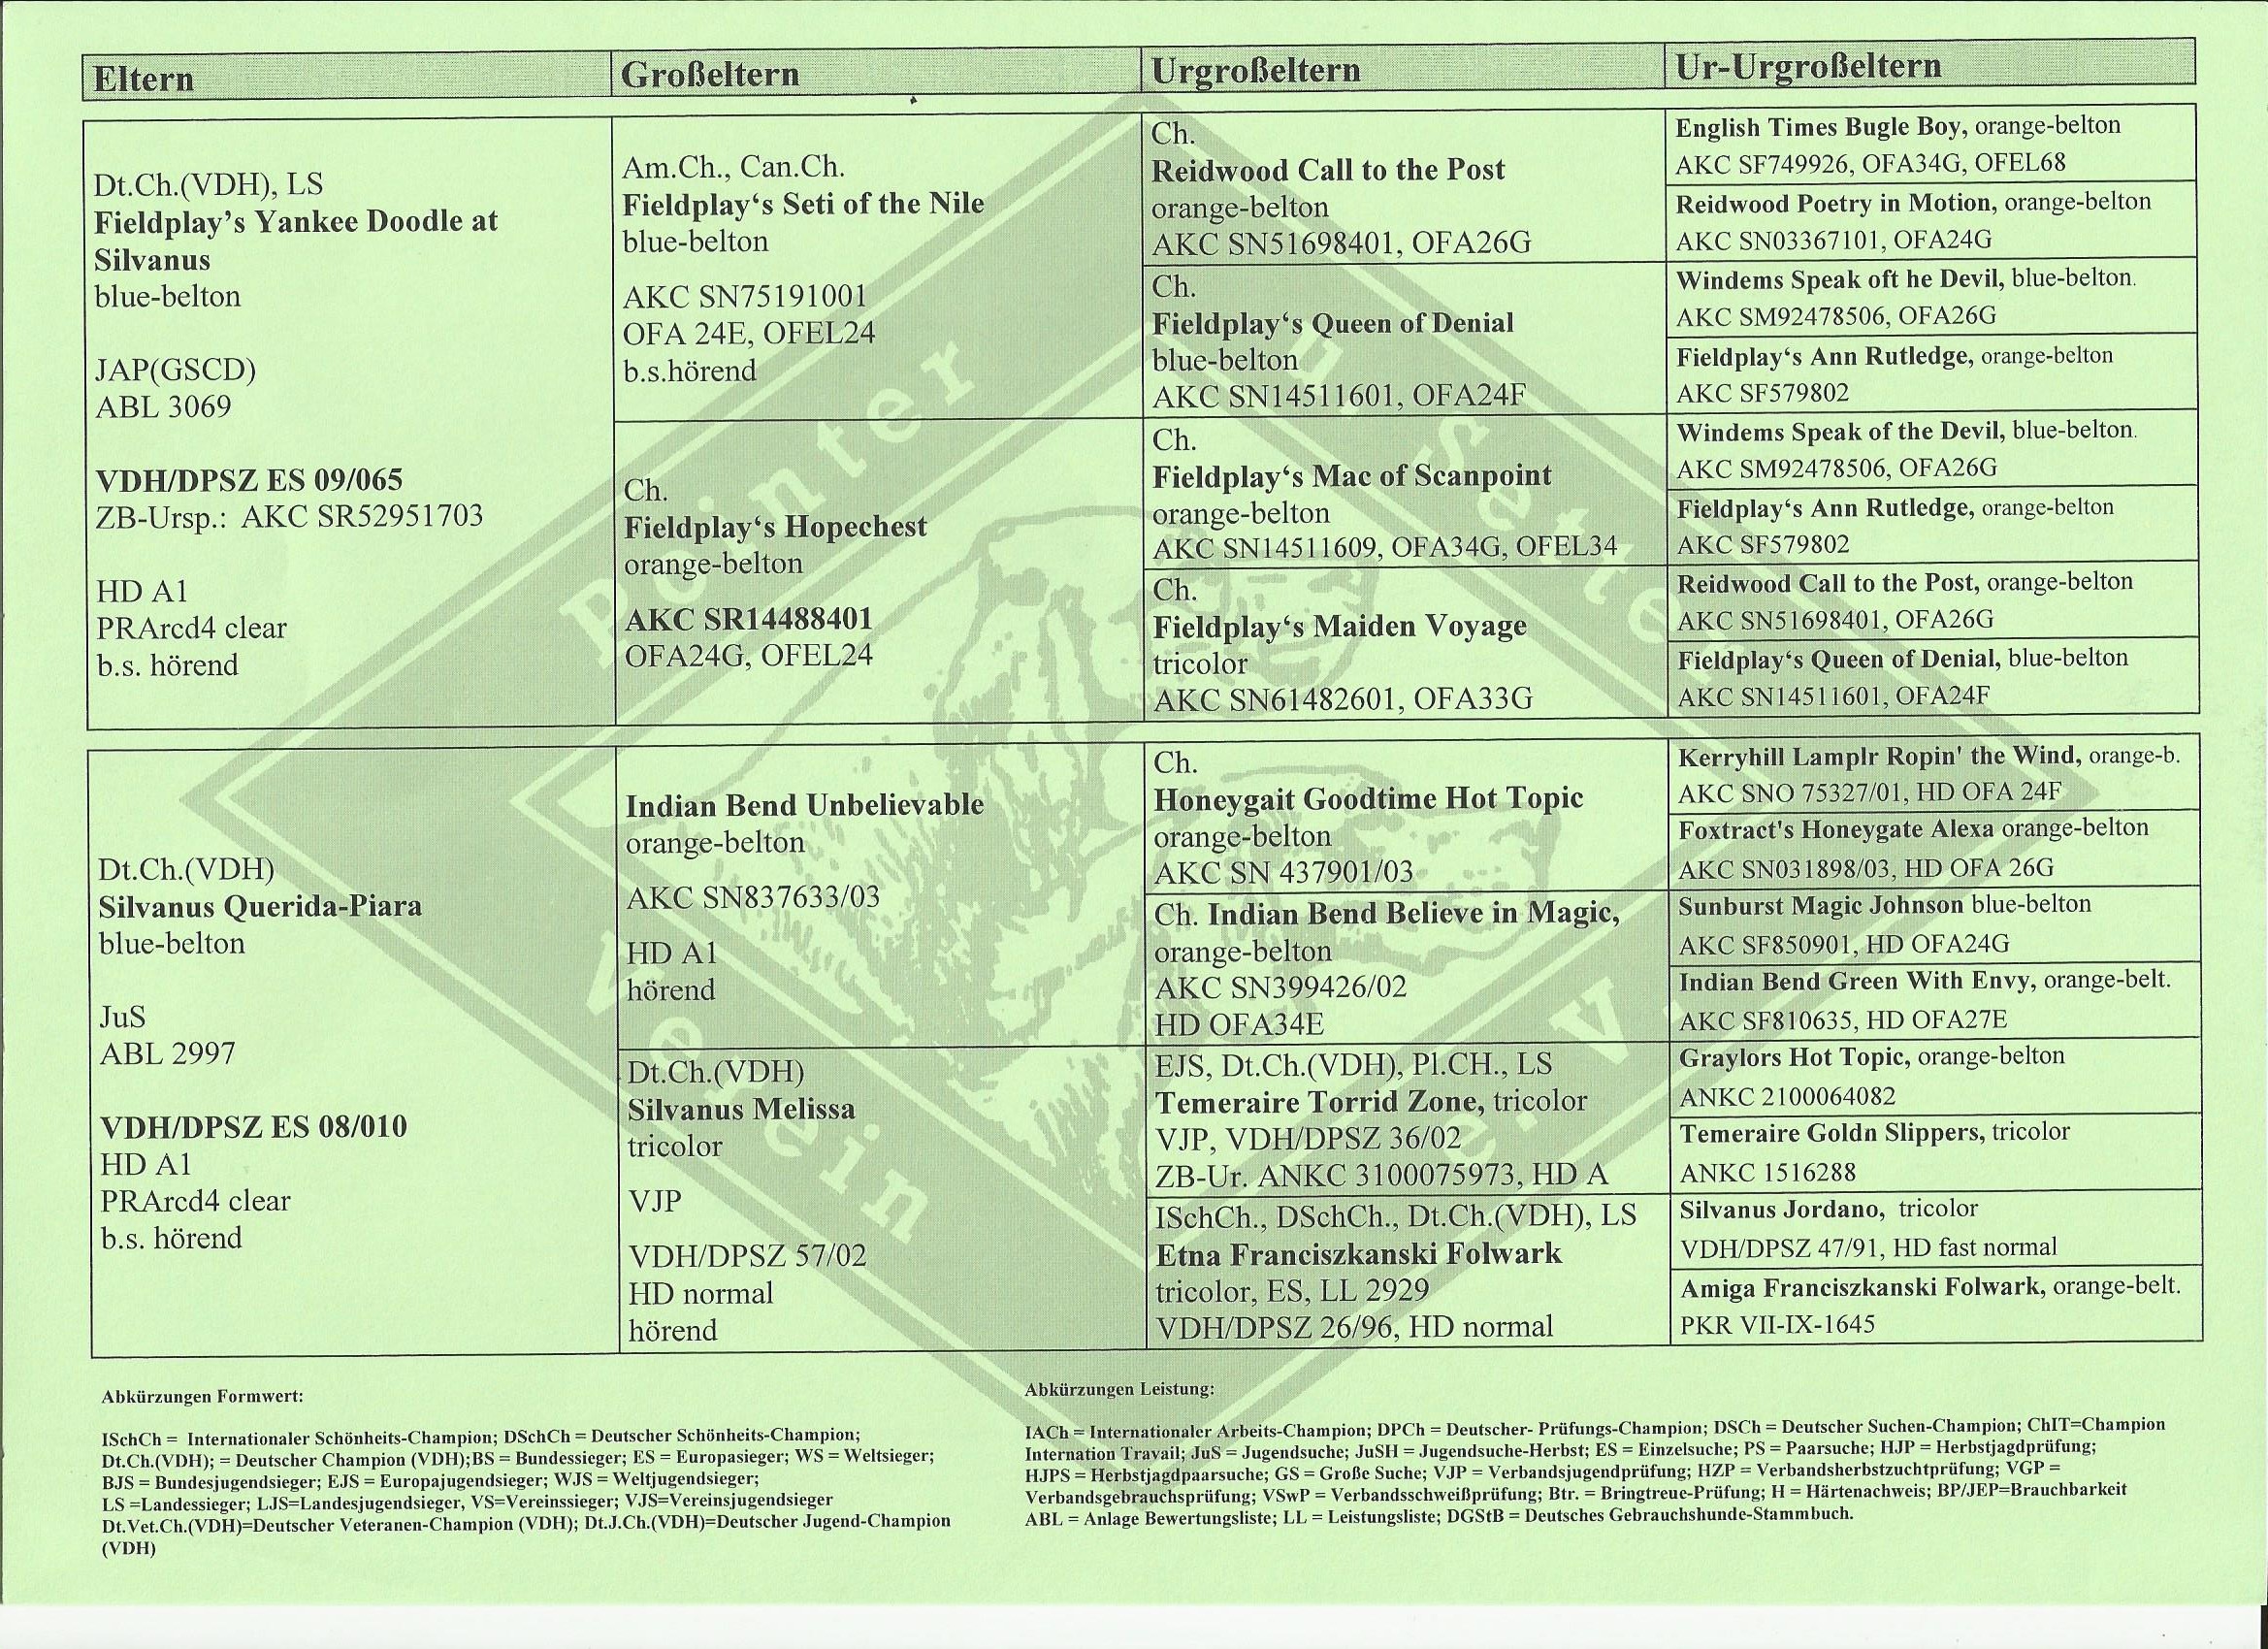 Eltern
Großeltern
Urgroßeltern
Ur-Urgroßeltern
Dt.Ch.(VDH), LS
Fieldplay's Yankee Doodle at
Silvanus
blue-belton
JAP(GSCD)
ABL 3069
VDH/DPSZ ES 09/065
ZB-Ursp.: AKC SR52951703
HD A1
PRArcd4 clear
b.s. hörend
Am.Ch., Can.Ch.
Fieldplay‘s Seti of the Nile
blue-belton
AKC SN75191001
OFA 24E, OFEL24
b.s.hörend
Ch.
Fieldplay‘s Hopechest
orange-belton
AKC SR14488401
OFA24G, OFEL24
Ch.
Reidwood Call to the Post
orange-belton
AKC SN51698401, OFA26G
Ch.
Fieldplay‘s Queen of Denial
blue-belton
AKC SN14511601, OFA24F
Ch.
Fieldplay‘s Mac of Scanpoint
orange-belton
AKC SN14511609, OFA34G, OFEL34
Ch.
Fieldplay‘s Maiden Voyage
tricolor
AKC SN61482601, OFA33G
English Times Bugle Boy, orange-belton
AKC SF749926, OFA34G, OFEL68
Reidwood Poetry in Motion, orange-belton
AKC SN03367101, OFA24G
Windems Speak oft he Devil, blue-belton.
AKC SM92478506, OFA26G
Fieldplay‘s Ann Rutledge, orange-belton
AKC SF579802
Windems Speak of the Devil, blue-belton.
AKC SM92478506, OFA26G
Fieldplay‘s Ann Rutledge, orange-belton
AKC SF579802
Reidwood Call to the Post, orange-belton
AKC SN51698401, OFA26G
Fieldplay‘s Queen of Denial, blue-belton
AKC SN14511601, OFA24F
Dt.Ch.(VDH)
Silvanus Querida-Piara
blue-belton
JuS
ABL 2997
VDH/DPSZ ES 08/010
HD A1
PRArcd4 clear
b.s. hörend
Indian Bend Unbelievable
orange-belton
AKC SN837633/03
HD A1
hörend
Dt.Ch.(VDH)
Silvanus Melissa
tricolor
VJP
VDH/DPSZ 57/02
HD normal
hörend
Ch.
Honeygait Goodtime Hot Topic
orange-belton
AKC SN 437901/03
Ch. Indian Bend Believe in Magic,
orange-belton
AKC SN399426/02
HD OFA34E
EJS, Dt.Ch.(VDH), Pl.CH., LS
Temeraire Torrid Zone, tricolor
VJP, VDH/DPSZ 36/02
ZB-Ur. ANKC 3100075973, HD A
ISchCh., DSchCh., Dt.Ch.(VDH), LS
Etna Franciszkanski Folwark
tricolor, ES, LL 2929
VDH/DPSZ 26/96, HD normal
Kerryhill Lamplr Ropin' the Wind, orange-b.
AKC SNO 75327/01, HD OFA 24F
Foxtract's Honeygate Alexa orange-belton
AKC SN031898/03, HD OFA 26G
Sunburst Magic Johnson blue-belton
AKC SF850901, HD OFA24G
Indian Bend Green With Envy, orange-belt.
AKC SF810635, HD OFA27E
Graylors Hot Topic, orange-belton
ANKC 2100064082
Temeraire Goldn Slippers, tricolor
ANKC 1516288
Silvanus Jordano, tricolor
VDH/DPSZ 47/91, HD fast normal
Amiga Franciszkanski Folwark, orange-belt.
PKR VII-IX-1645
Pointer u Setter
Verein e.V.
Abkürzungen Formwert:
ISchCh = Internationaler Schönheits-Champion; DSchCh = Deutscher Schönheits-Champion;
Dt.Ch.(VDH); = Deutscher Champion (VDH);BS = Bundessieger; ES = Europasieger; WS = Weltsieger;
BJS = Bundesjugendsieger; EJS = Europajugendsieger; WJS = Weltjugendsieger;
LS =Landessieger; LJS=Landesjugendsieger, VS=Vereinssieger; VJS=Vereinsjugendsieger
Dt.Vet.Ch.(VDH)=Deutscher Veteranen-Champion (VDH); Dt.J.Ch.(VDH)=Deutscher Jugend-Champion
(VDH)
Abkürzungen Leistung:
IACh = Internationaler Arbeits-Champion; DPCh = Deutscher- Prüfungs-Champion; DSCh = Deutscher Suchen-Champion; ChIT=Champion
Internation Travail; JuS = Jugendsuche; JuSH = Jugendsuche-Herbst; ES = Einzelsuche; PS = Paarsuche; HJP = Herbstjagdprüfung;
HJPS = Herbstjagdpaarsuche; GS = Große Suche; VJP = Verbandsjugendprüfung; HZP = Verbandsherbstzuchtprüfung; VGP =
Verbandsgebrauchsprüfung; VSwP = Verbandsschweißprüfung; Btr. = Bringtreue-Prüfung; H = Härtenachweis; BP/JEP=Brauchbarkeit
ABL = Anlage Bewertungsliste; LL = Leistungsliste; DGStB = Deutsches Gebrauchshunde-Stammbuch.